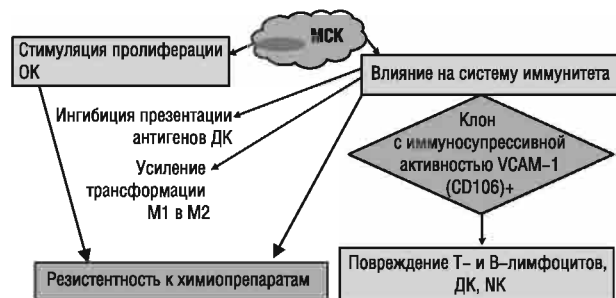 МСК
Стимуляция пролиферации
ОК
Влияние на систему иммунитета
Ингибиция презентации
антигенов ДК
Усиление
трансформации
М1 в М2
Клон
с иммуносупрессивной
активностью VCAM–1
(CD106)+
Резистентность к химиопрепаратам
Повреждение Т– и В–лимфоцитов,
ДК, NK